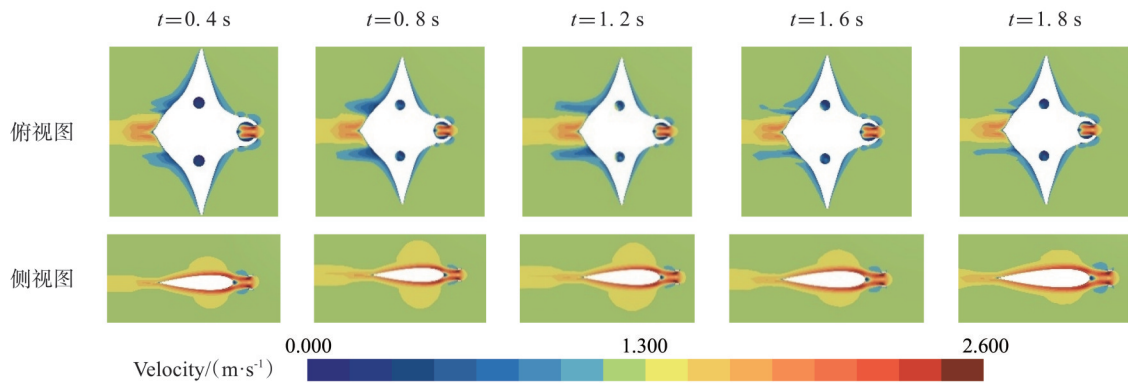 t=0.4 s t=0.8 s t=1.2 s t=1.6 s t=1.8 s
俯视图
侧视图
0.000 1.300 2.600
Velocity/(m·s⁻¹)